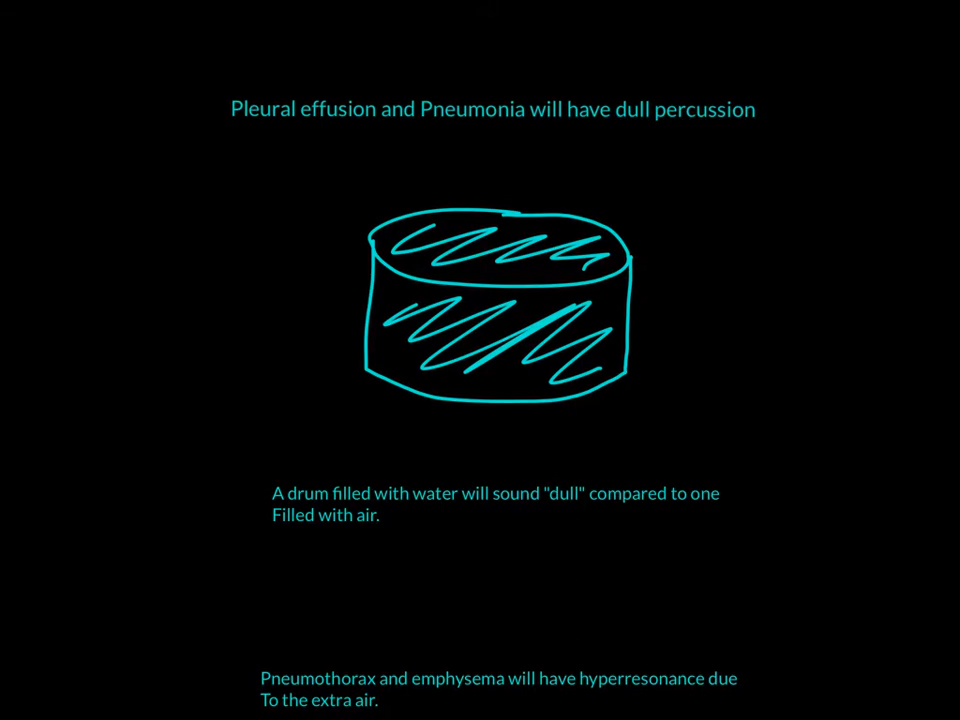 Pleural effusion and Pneumonia will have dull percussion
A drum filled with water will sound "dull" compared to one
Filled with air.
Pneumothorax and emphysema will have hyperresonance due
To the extra air.